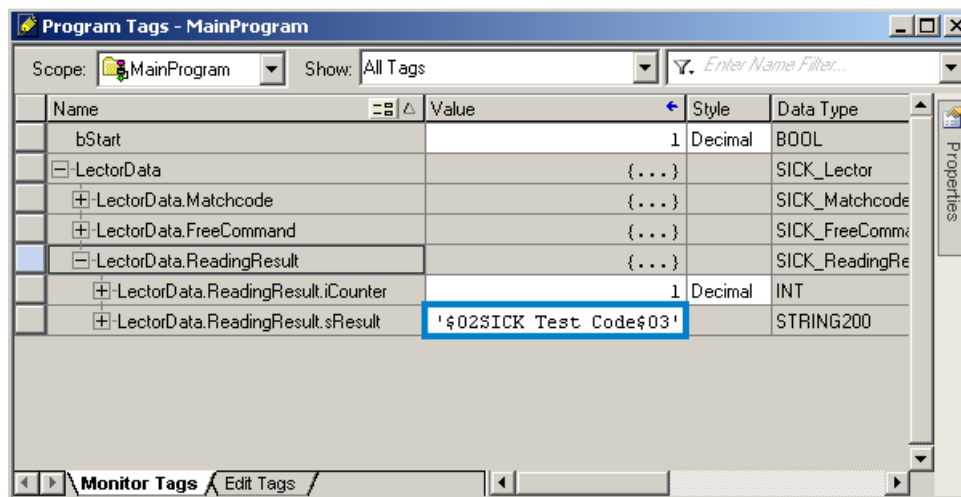 Program Tags - MainProgram
Scope: MainProgram Show: All Tags Enter Name Filter...
Name Value Style Data Type
bStart 1 Decimal BOOL
LectorData {...} SICK_Lector
LectorData.Matchcode {...} SICK_Matchcode
LectorData.FreeCommand {...} SICK_FreeComma
LectorData.ReadingResult {...} SICK_ReadingRe
LectorData.ReadingResult.iCounter 1 Decimal INT
LectorData.ReadingResult.sResult '$02SICK Test Code$03' STRING200
Monitor Tags Edit Tags
Properties